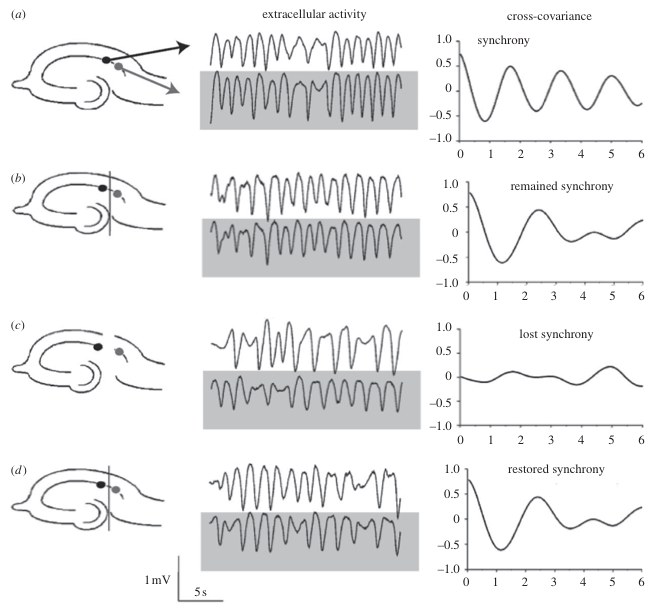 extracellular activity cross-covariance
(a)
synchrony
1.0
0.5
0
−0.5
−1.0
0 1 2 3 4 5 6
(b)
remained synchrony
1.0
0.5
0
−0.5
−1.0
0 1 2 3 4 5 6
(c)
lost synchrony
1.0
0.5
0
−0.5
−1.0
0 1 2 3 4 5 6
(d)
restored synchrony
1.0
0.5
0
−0.5
−1.0
0 1 2 3 4 5 6
1 mV
5 s